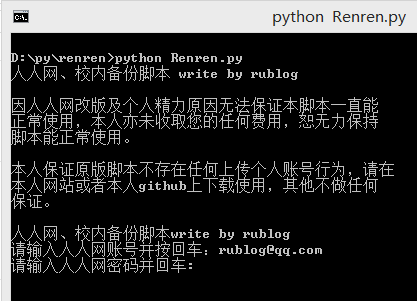 python Renren.py
D:\py\renren>python Renren.py
人人网、校内备份脚本 write by rublog
因人人网改版及个人精力原因无法保证本脚本一直能
正常使用，本人亦未收取您的任何费用，恕无力保持
脚本能正常使用。
本人保证原版脚本不存在任何上传个人账号行为，请在
本人网站或者本人github上下载使用，其他不做任何
保证。
人人网、校内备份脚本write by rublog
请输入人人网账号并按回车：rublog@qq.com
请输入人人网密码并回车：